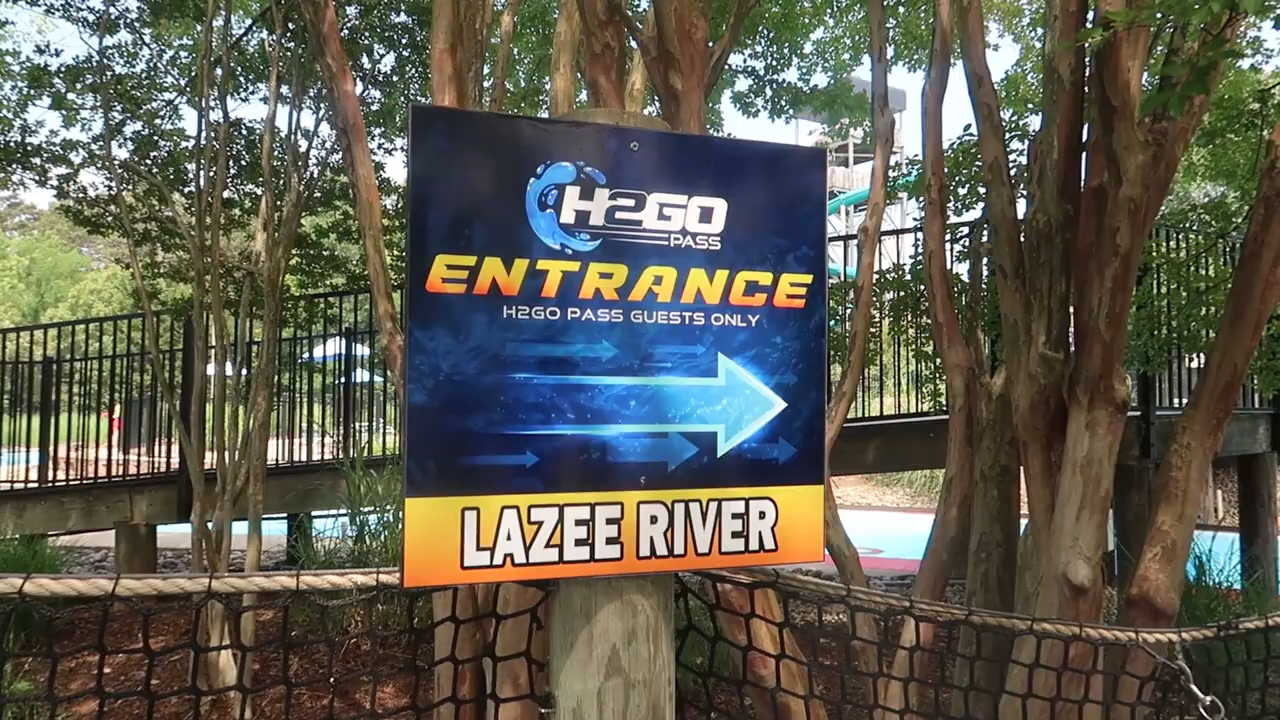 H2GO
PASS
ENTRANCE
H2GO PASS GUESTS ONLY
LAZEE RIVER